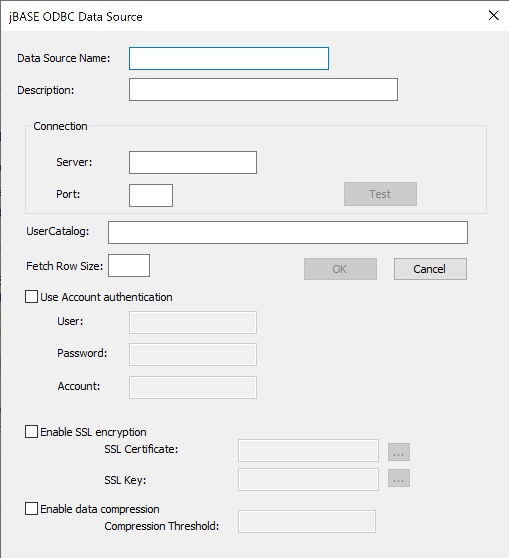 jBASE ODBC Data Source
Data Source Name:
Description:
Connection
Server:
Port:
Test
UserCatalog:
Fetch Row Size:
OK
Cancel
Use Account authentication
User:
Password:
Account:
Enable SSL encryption
SSL Certificate:
...
SSL Key:
...
Enable data compression
Compression Threshold: